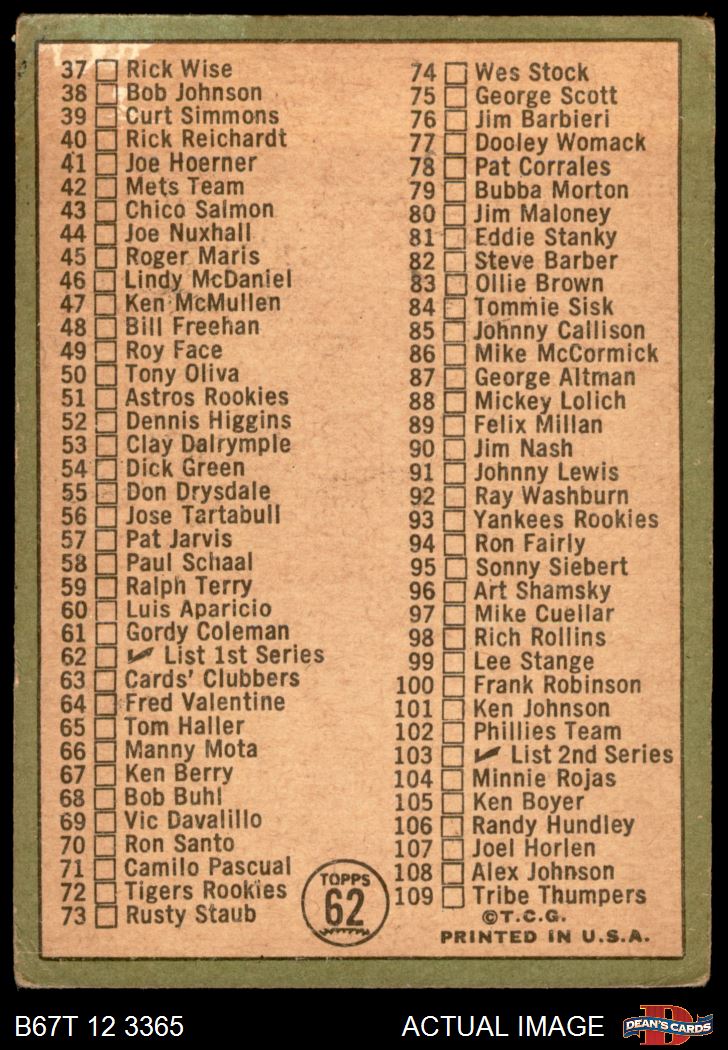 37 Rick Wise
38 Bob Johnson
39 Curt Simmons
40 Rick Reichardt
41 Joe Hoerner
42 Mets Team
43 Chico Salmon
44 Joe Nuxhall
45 Roger Maris
46 Lindy McDaniel
47 Ken McMullen
48 Bill Freehan
49 Roy Face
50 Tony Oliva
51 Astros Rookies
52 Dennis Higgins
53 Clay Dalrymple
54 Dick Green
55 Don Drysdale
56 Jose Tartabull
57 Pat Jarvis
58 Paul Schaal
59 Ralph Terry
60 Luis Aparicio
61 Gordy Coleman
62 ✔ List 1st Series
63 Cards' Clubbers
64 Fred Valentine
65 Tom Haller
66 Manny Mota
67 Ken Berry
68 Bob Buhl
69 Vic Davalillo
70 Ron Santo
71 Camilo Pascual
72 Tigers Rookies
73 Rusty Staub
74 Wes Stock
75 George Scott
76 Jim Barbieri
77 Dooley Womack
78 Pat Corrales
79 Bubba Morton
80 Jim Maloney
81 Eddie Stanky
82 Steve Barber
83 Ollie Brown
84 Tommie Sisk
85 Johnny Callison
86 Mike McCormick
87 George Altman
88 Mickey Lolich
89 Felix Millan
90 Jim Nash
91 Johnny Lewis
92 Ray Washburn
93 Yankees Rookies
94 Ron Fairly
95 Sonny Siebert
96 Art Shamsky
97 Mike Cuellar
98 Rich Rollins
99 Lee Stange
100 Frank Robinson
101 Ken Johnson
102 Phillies Team
103 ✔ List 2nd Series
104 Minnie Rojas
105 Ken Boyer
106 Randy Hundley
107 Joel Horlen
108 Alex Johnson
109 Tribe Thumpers
TOPPS
62
©T.C.G.
PRINTED IN U.S.A.
B67T 12 3365
ACTUAL IMAGE
D
DEAN'S CARDS